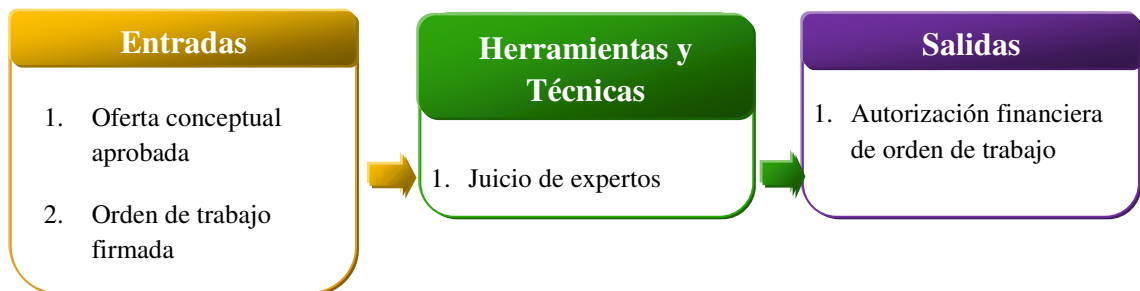 Entradas
1. Oferta conceptual
aprobada
2. Orden de trabajo
firmada
Herramientas y
Técnicas
1. Juicio de expertos
Salidas
1. Autorización financiera
de orden de trabajo